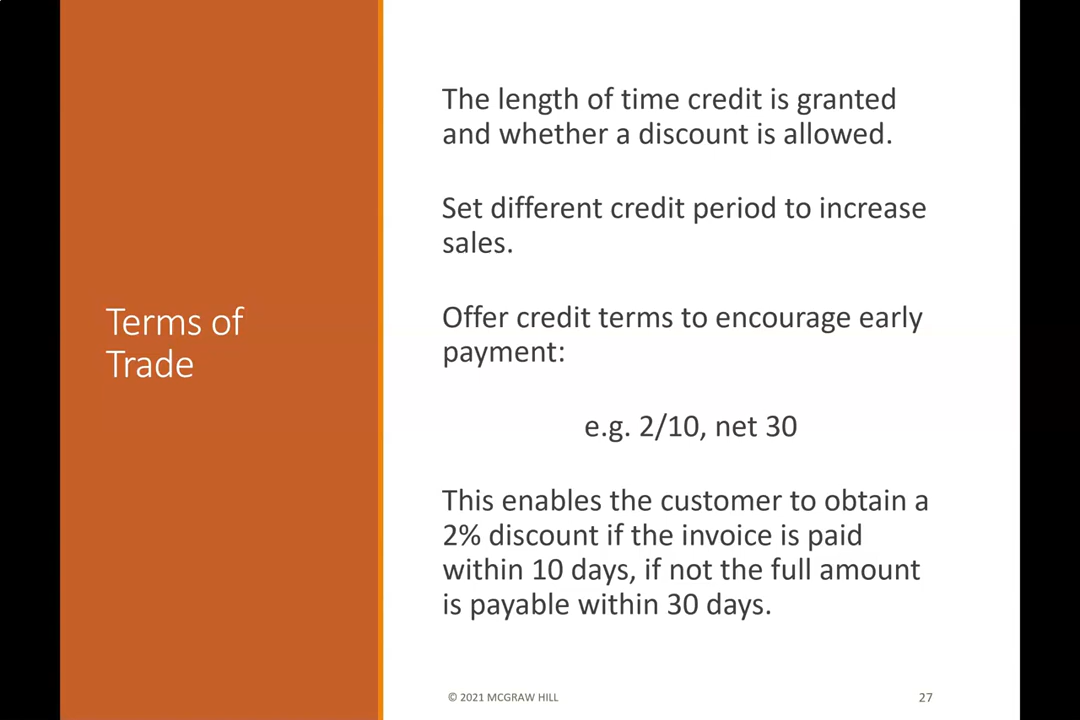 Terms of
Trade
The length of time credit is granted
and whether a discount is allowed.
Set different credit period to increase
sales.
Offer credit terms to encourage early
payment:
e.g. 2/10, net 30
This enables the customer to obtain a
2% discount if the invoice is paid
within 10 days, if not the full amount
is payable within 30 days.
© 2021 MCGRAW HILL
27